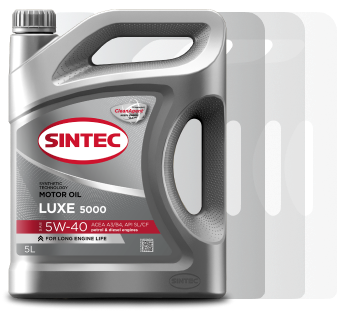 CleanAgent
SINTEC
SYNTHETIC
TECHNOLOGY
MOTOR OIL
LUXE 5000
SAE 5W-40 ACEA A3/B4, API SL/CF
petrol & diesel engines
FOR LONG ENGINE LIFE
5L